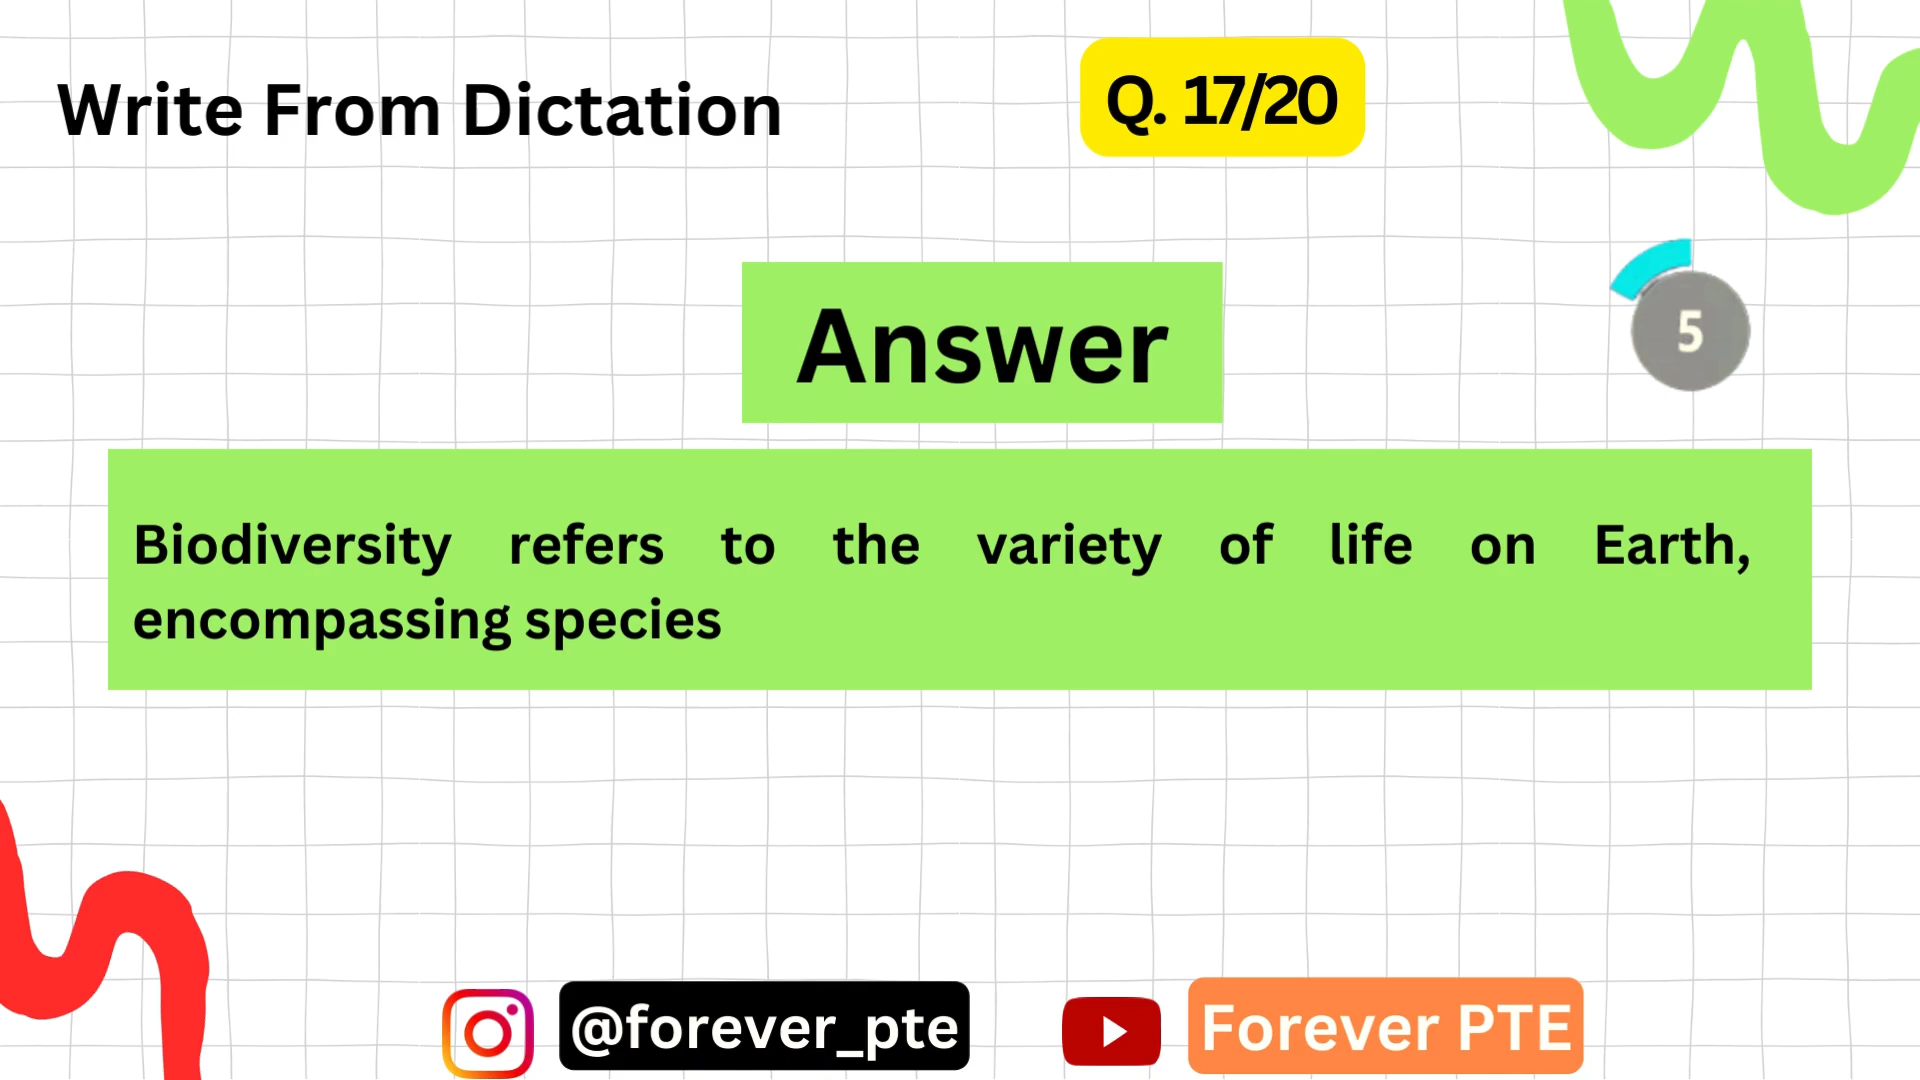 Write From Dictation
Q. 17/20
Answer
5
Biodiversity refers to the variety of life on Earth,
encompassing species
@forever_pte
Forever PTE